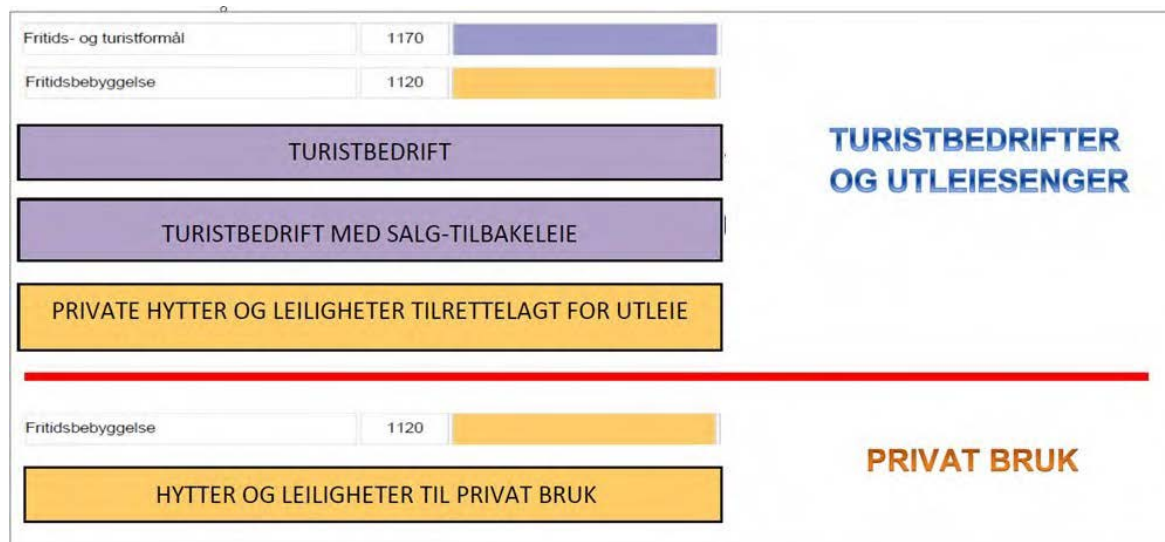 Fritids- og turistformål 1170
Fritidsbebyggelse 1120
TURISTBEDRIFT
TURISTBEDRIFTER
OG UTLEIESENGER
TURISTBEDRIFT MED SALG-TILBAKELEIE
PRIVATE HYTTER OG LEILIGHETER TILRETTELAGT FOR UTLEIE
Fritidsbebyggelse 1120
PRIVAT BRUK
HYTTER OG LEILIGHETER TIL PRIVAT BRUK